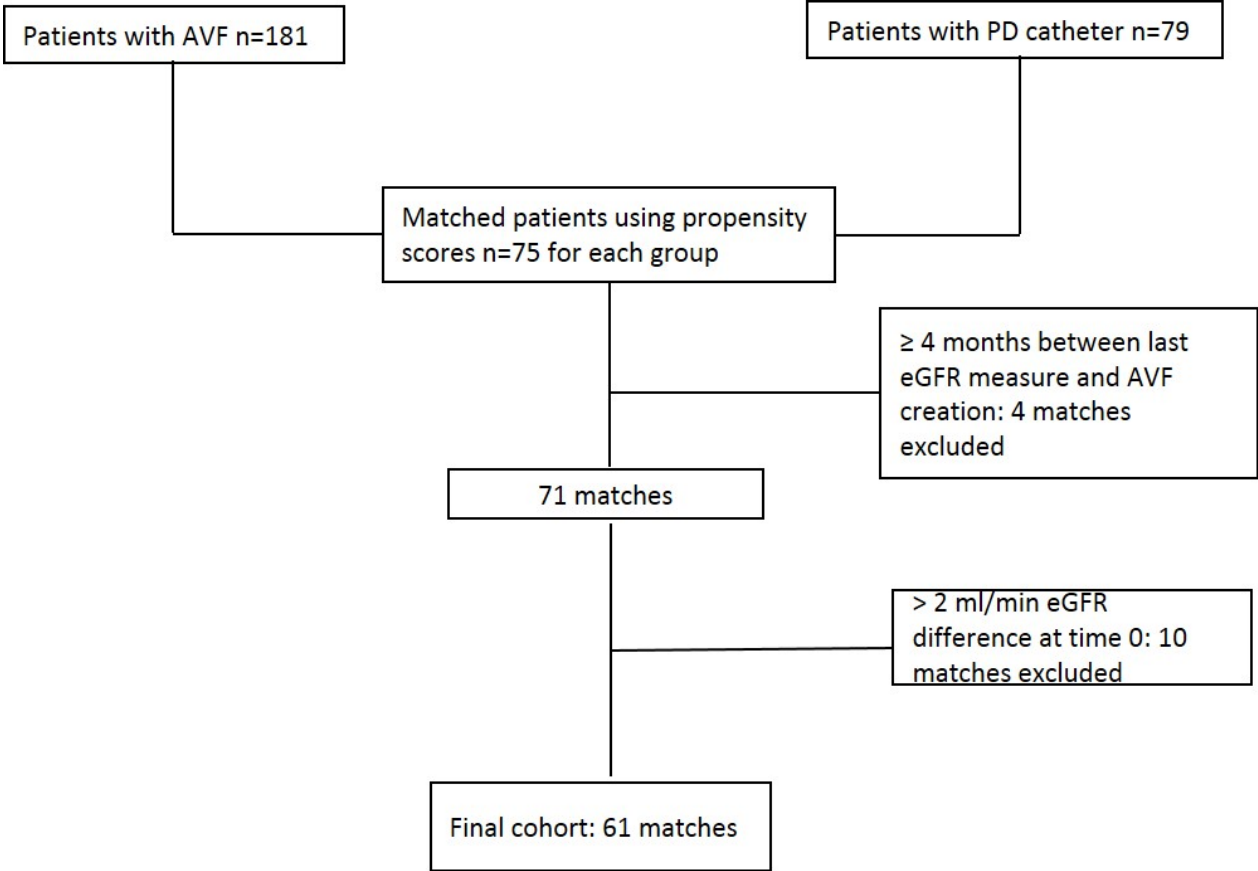 Patients with AVF n=181
Patients with PD catheter n=79
Matched patients using propensity
scores n=75 for each group
≥ 4 months between last
eGFR measure and AVF
creation: 4 matches
excluded
71 matches
> 2 ml/min eGFR
difference at time 0: 10
matches excluded
Final cohort: 61 matches